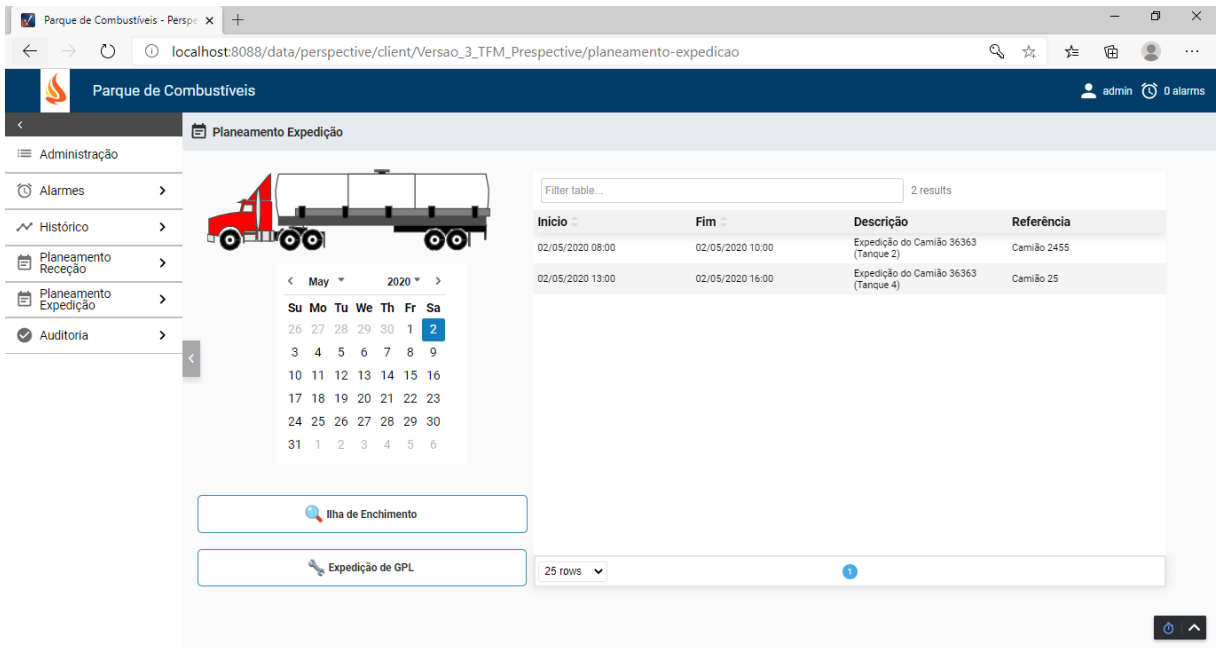 Parque de Combustíveis - Perspe
localhost:8088/data/perspective/client/Versao_3_TFM_Prespective/planeamento-expedicao
Parque de Combustíveis
admin
0 alarms
Administração
Alarmes
Histórico
Planeamento
Receção
Planeamento
Expedição
Auditoria
Planeamento Expedição
May 2020
Su Mo Tu We Th Fr Sa
26 27 28 29 30 1 2
3 4 5 6 7 8 9
10 11 12 13 14 15 16
17 18 19 20 21 22 23
24 25 26 27 28 29 30
31 1 2 3 4 5 6
Ilha de Enchimento
Expedição de GPL
Filter table...
2 results
Inicio Fim Descrição Referência
02/05/2020 08:00 02/05/2020 10:00 Expedição do Camião 36363
(Tanque 2) Camião 2455
02/05/2020 13:00 02/05/2020 16:00 Expedição do Camião 36363
(Tanque 4) Camião 25
25 rows
1